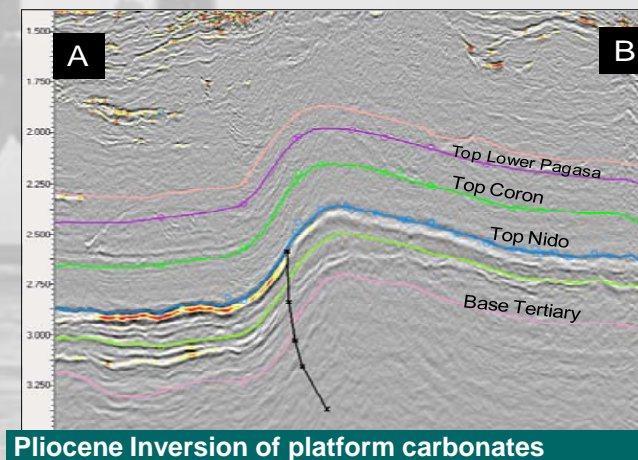 A
B
1.500
1.750
2.000
2.250
2.500
2.750
3.000
3.250
Top Lower Pagasa
Top Coron
Top Nido
Base Tertiary
Pliocene Inversion of platform carbonates